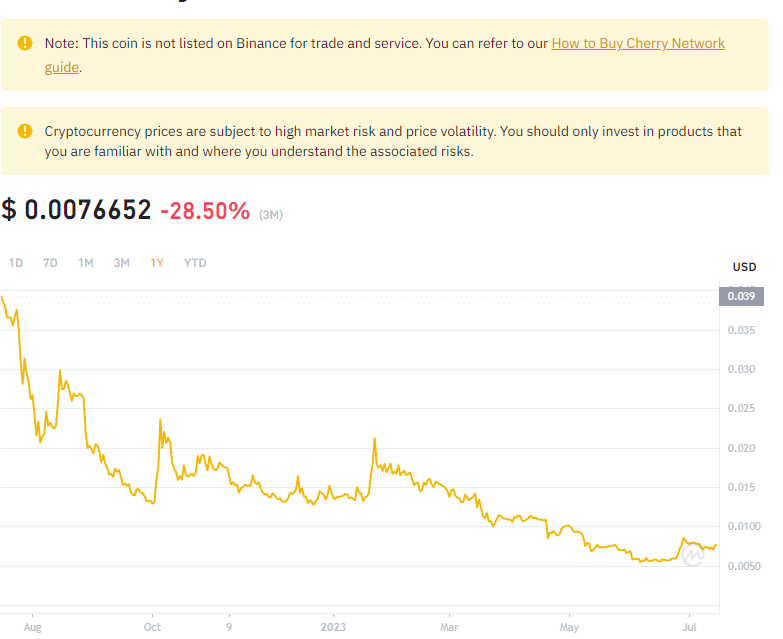 Note: This coin is not listed on Binance for trade and service. You can refer to our How to Buy Cherry Network
guide.
Cryptocurrency prices are subject to high market risk and price volatility. You should only invest in products that
you are familiar with and where you understand the associated risks.
$ 0.0076652 -28.50% (3M)
1D 7D 1M 3M 1Y YTD
USD
0.039
0.035
0.030
0.025
0.020
0.015
0.0100
0.0050
Aug Oct 9 2023 Mar May Jul